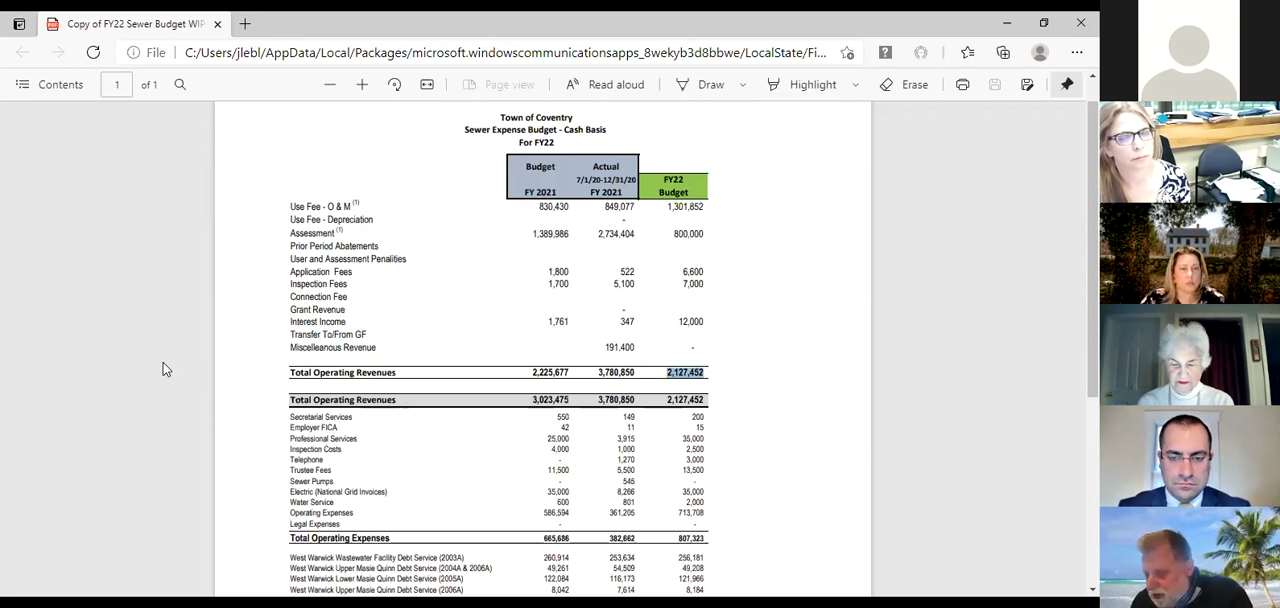 Copy of FY22 Sewer Budget WIP
File C:/Users/jlebl/AppData/Local/Packages/microsoft.windowscommunicationsapps_8wekyb3d8bbwe/LocalState/Fi...
Contents 1 of 1 Page view Read aloud Draw Highlight Erase
Town of Coventry
Sewer Expense Budget - Cash Basis
For FY22
Budget Actual
7/1/20-12/31/20 FY22
FY 2021 FY 2021 Budget
Use Fee - O & M (1) 830,430 849,077 1,301,852
Use Fee - Depreciation -
Assessment (1) 1,389,986 2,734,404 800,000
Prior Period Abatements
User and Assessment Penalities
Application Fees 1,800 522 6,600
Inspection Fees 1,700 5,100 7,000
Connection Fee
Grant Revenue -
Interest Income 1,761 347 12,000
Transfer To/From GF
Miscelleanous Revenue 191,400 -
Total Operating Revenues 2,225,677 3,780,850 2,127,452
Total Operating Revenues 3,023,475 3,780,850 2,127,452
Secretarial Services 550 149 200
Employer FICA 42 11 15
Professional Services 25,000 3,915 35,000
Inspection Costs 4,000 1,000 2,500
Telephone - 1,270 3,000
Trustee Fees 11,500 5,500 13,500
Sewer Pumps - 545 -
Electric (National Grid Invoices) 35,000 8,266 35,000
Water Service 600 801 2,000
Operating Expenses 586,594 361,205 713,708
Legal Expenses - -
Total Operating Expenses 665,686 382,662 807,323
West Warwick Wastewater Facility Debt Service (2003A) 260,914 253,634 256,181
West Warwick Upper Masie Quinn Debt Service (2004A & 2006A) 49,261 54,509 49,208
West Warwick Lower Masie Quinn Debt Service (2005A) 122,084 116,173 121,966
West Warwick Upper Masie Quinn Debt Service (2006A) 8,042 7,614 8,184